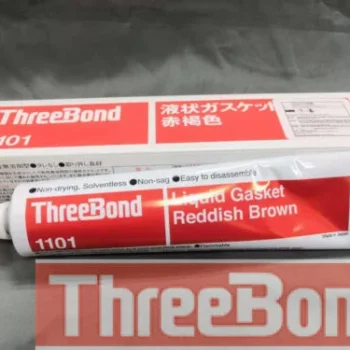 ThreeBond
1101
液状ガスケット
赤褐色
●Non-drying, Solventless ●Non-sag ●Easy to disassemble
ThreeBond
1101
Liquid Gasket
Reddish Brown
ThreeBon